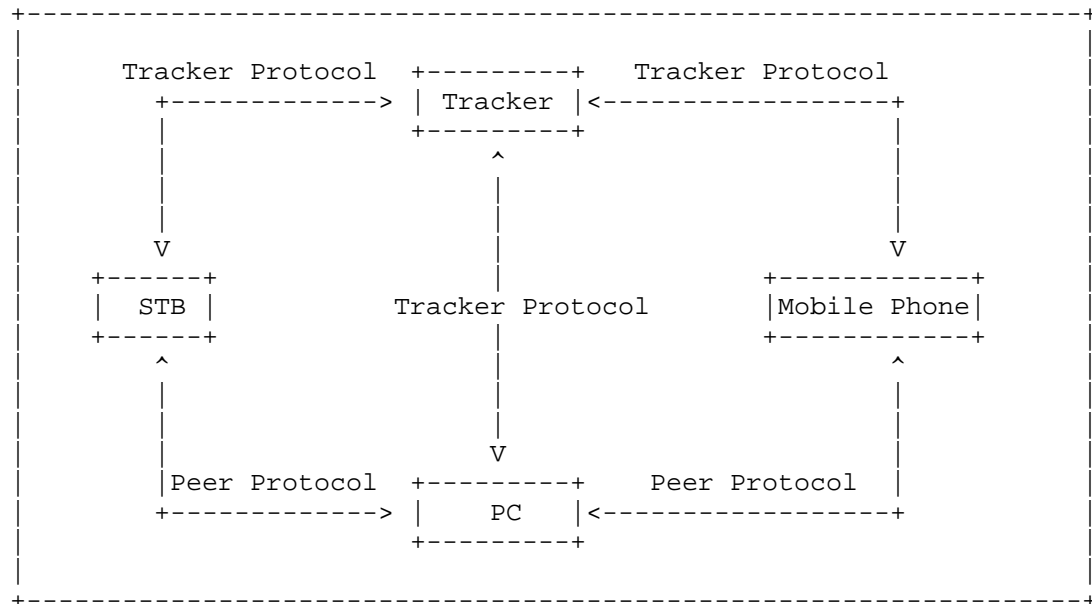 Tracker Protocol Tracker Protocol
Tracker
V V
STB Tracker Protocol Mobile Phone
V
Peer Protocol Peer Protocol
PC